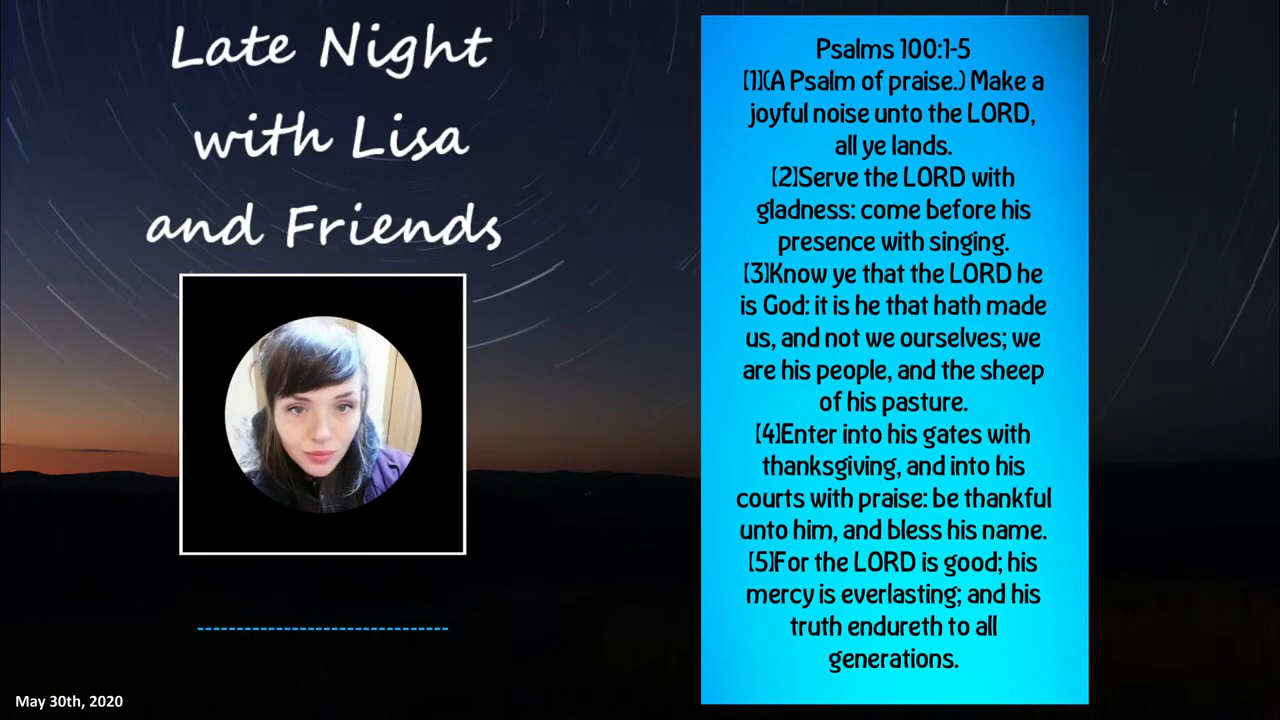 Late Night
with Lisa
and Friends
Psalms 100:1-5
[1](A Psalm of praise.) Make a
joyful noise unto the LORD,
all ye lands.
[2]Serve the LORD with
gladness: come before his
presence with singing.
[3]Know ye that the LORD he
is God: it is he that hath made
us, and not we ourselves; we
are his people, and the sheep
of his pasture.
[4]Enter into his gates with
thanksgiving, and into his
courts with praise: be thankful
unto him, and bless his name.
[5]For the LORD is good; his
mercy is everlasting; and his
truth endureth to all
generations.
------------------------------
May 30th, 2020